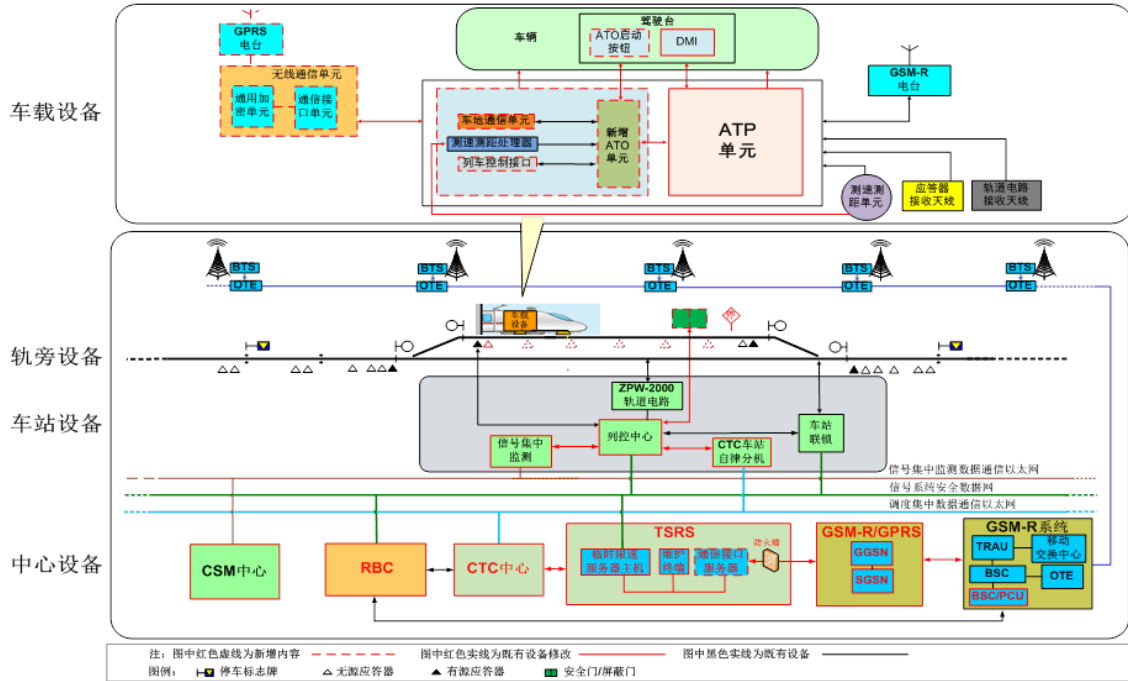 车载设备
GPRS
电台
无线通信单元
通用加
密单元
通信接
口单元
车辆
驾驶台
ATO启动
按钮
DMI
车地通信单元
测速测距处理器
列车控制接口
新增
ATO
单元
ATP
单元
GSM-R
电台
测速测
距单元
应答器
接收天线
轨道电路
接收天线
轨旁设备
BTS
OTE
BTS
OTE
BTS
OTE
BTS
OTE
BTS
OTE
车载
设备
停
车站设备
ZPW-2000
轨道电路
列控中心
信号集中
监测
CTC车站
自律分机
车站
联锁
信号集中监测数据通信以太网
信号系统安全数据网
调度集中数据通信以太网
中心设备
CSM中心
RBC
CTC中心
TSRS
临时限速
服务器主机
维护
终端
通信接口
服务器
防火墙
GSM-R/GPRS
GGSN
SGSN
GSM-R系统
TRAU
移动
交换中心
BSC
OTE
BSC/PCU
注：图中红色虚线为新增内容
图中红色实线为既有设备修改
图中黑色实线为既有设备
图例：
停车标志牌
无源应答器
有源应答器
安全门/屏蔽门